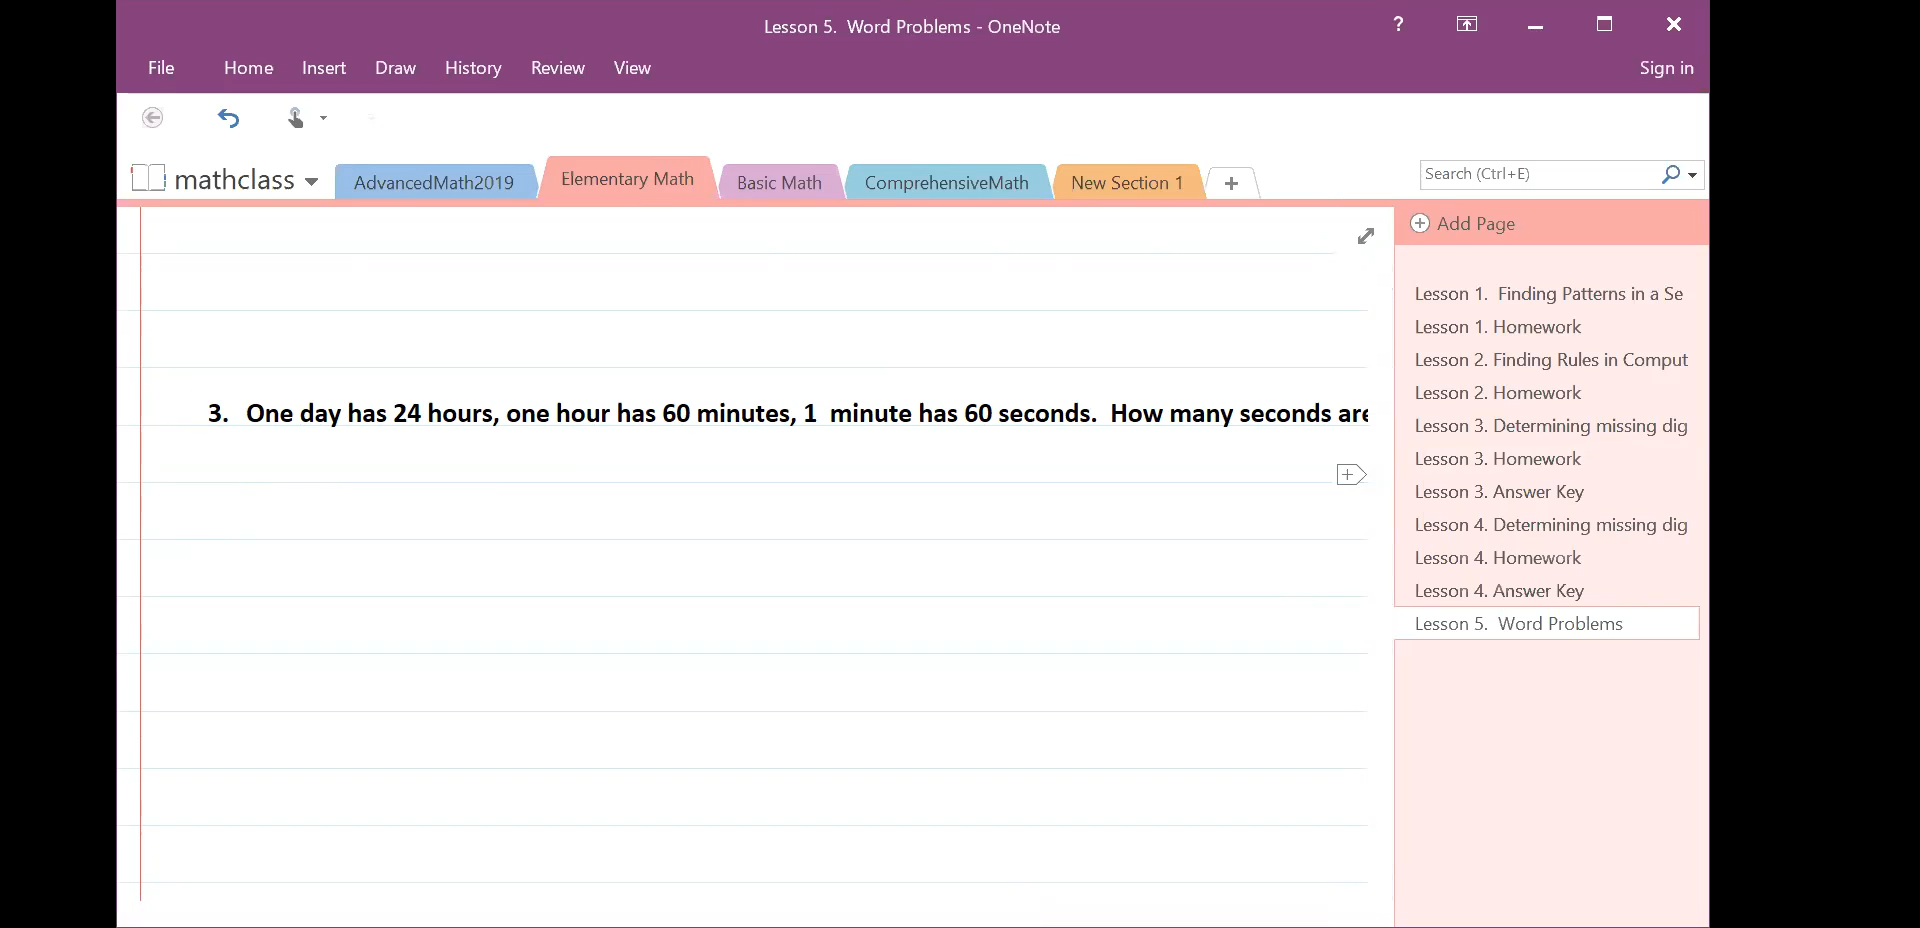 Lesson 5.  Word Problems - OneNote
?
File Home Insert Draw History Review View Sign in
mathclass AdvancedMath2019 Elementary Math Basic Math ComprehensiveMath New Section 1 + Search (Ctrl+E)
Add Page
Lesson 1.  Finding Patterns in a Se
Lesson 1. Homework
Lesson 2. Finding Rules in Comput
Lesson 2. Homework
Lesson 3. Determining missing dig
Lesson 3. Homework
Lesson 3. Answer Key
Lesson 4. Determining missing dig
Lesson 4. Homework
Lesson 4. Answer Key
Lesson 5.  Word Problems
3.  One day has 24 hours, one hour has 60 minutes, 1  minute has 60 seconds.  How many seconds are